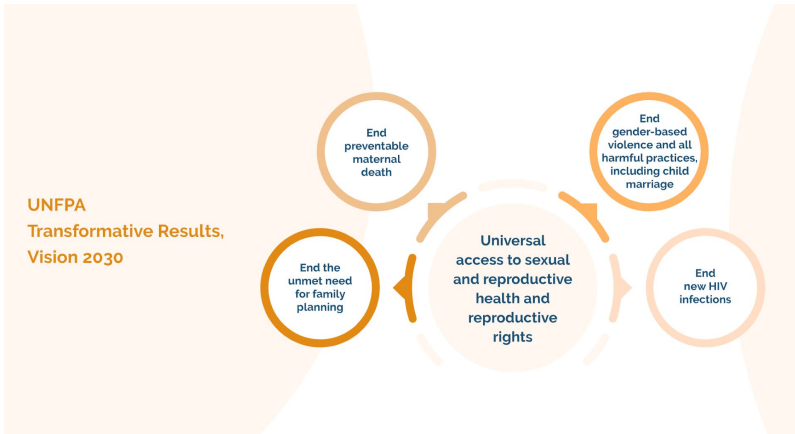 UNFPA
Transformative Results,
Vision 2030
End the
unmet need
for family
planning
End
preventable
maternal
death
Universal
access to sexual
and reproductive
health and
reproductive
rights
End
gender-based
violence and all
harmful practices,
including child
marriage
End
new HIV
infections